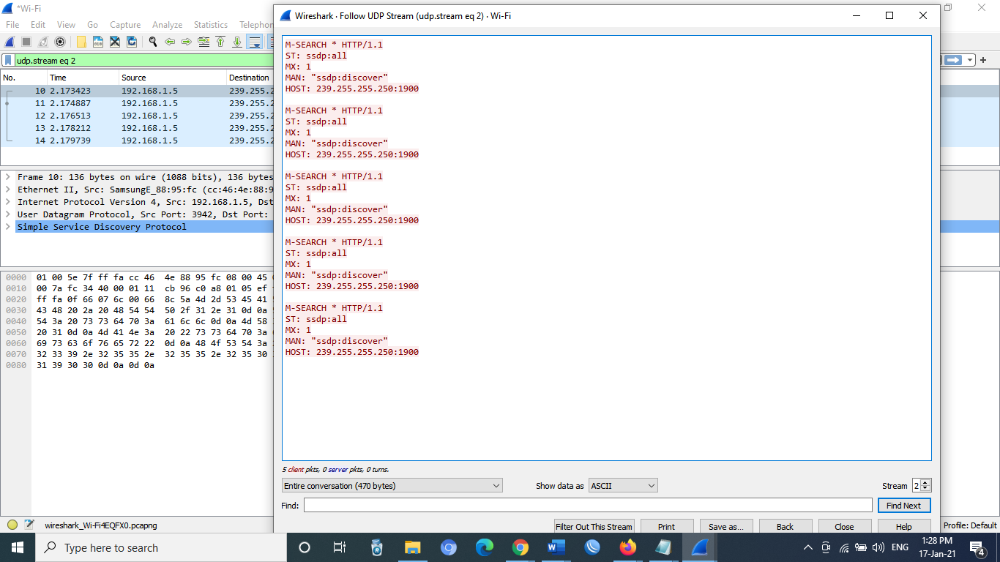 *Wi-Fi
File Edit View Go Capture Analyze Statistics Telephon
udp.stream eq 2
No. Time Source Destination
10 2.173423 192.168.1.5 239.255.2
11 2.174887 192.168.1.5 239.255.2
12 2.176513 192.168.1.5 239.255.2
13 2.178212 192.168.1.5 239.255.2
14 2.179739 192.168.1.5 239.255.2
Frame 10: 136 bytes on wire (1088 bits), 136 bytes
Ethernet II, Src: SamsungE_88:95:fc (cc:46:4e:88:9
Internet Protocol Version 4, Src: 192.168.1.5, Dst
User Datagram Protocol, Src Port: 3942, Dst Port:
Simple Service Discovery Protocol
0000 01 00 5e 7f ff fa cc 46 4e 88 95 fc 08 00 45
0010 00 7a fc 34 40 00 01 11 cb 96 c0 a8 01 05 ef
0020 ff fa 0f 66 07 6c 00 66 8c 5a 4d 2d 53 45 41
0030 43 48 20 2a 20 48 54 54 50 2f 31 2e 31 0d 0a
0040 54 3a 20 73 73 64 70 3a 61 6c 6c 0d 0a 4d 58
0050 20 31 0d 0a 4d 41 4e 3a 20 22 73 73 64 70 3a
0060 69 73 63 6f 76 65 72 22 0d 0a 48 4f 53 54 3a
0070 32 33 39 2e 32 35 35 2e 32 35 35 2e 32 35 30
0080 31 39 30 30 0d 0a 0d 0a
Wireshark · Follow UDP Stream (udp.stream eq 2) · Wi-Fi
M-SEARCH * HTTP/1.1
ST: ssdp:all
MX: 1
MAN: "ssdp:discover"
HOST: 239.255.255.250:1900
M-SEARCH * HTTP/1.1
ST: ssdp:all
MX: 1
MAN: "ssdp:discover"
HOST: 239.255.255.250:1900
M-SEARCH * HTTP/1.1
ST: ssdp:all
MX: 1
MAN: "ssdp:discover"
HOST: 239.255.255.250:1900
M-SEARCH * HTTP/1.1
ST: ssdp:all
MX: 1
MAN: "ssdp:discover"
HOST: 239.255.255.250:1900
M-SEARCH * HTTP/1.1
ST: ssdp:all
MX: 1
MAN: "ssdp:discover"
HOST: 239.255.255.250:1900
5 client pkts, 0 server pkts, 0 turns.
Entire conversation (470 bytes) Show data as ASCII Stream 2
Find: Find Next
Filter Out This Stream Print Save as... Back Close Help
wireshark_Wi-Fi4EQFX0.pcapng Profile: Default
Type here to search
ENG
1:28 PM
17-Jan-21
4